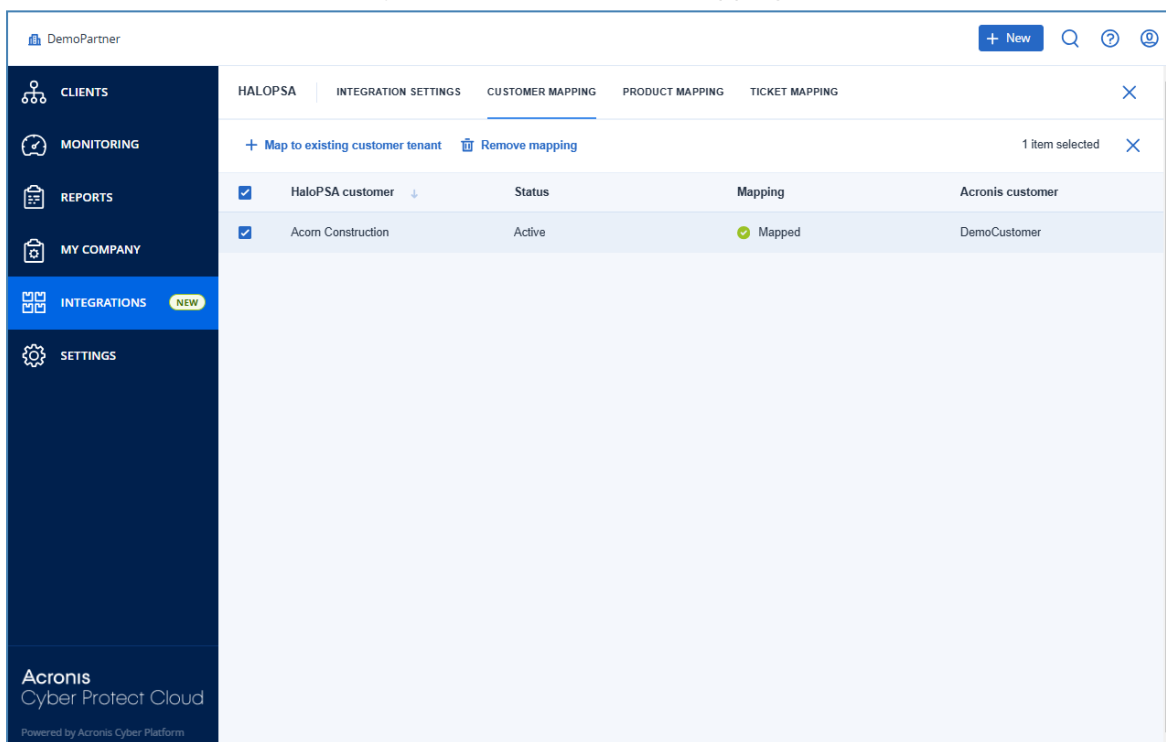 DemoPartner
+ New
CLIENTS
MONITORING
REPORTS
MY COMPANY
INTEGRATIONS NEW
SETTINGS
HALOPSA INTEGRATION SETTINGS CUSTOMER MAPPING PRODUCT MAPPING TICKET MAPPING
+ Map to existing customer tenant Remove mapping 1 item selected
HaloPSA customer ↓ Status Mapping Acronis customer
Acorn Construction Active Mapped DemoCustomer
Acronis
Cyber Protect Cloud
Powered by Acronis Cyber Platform